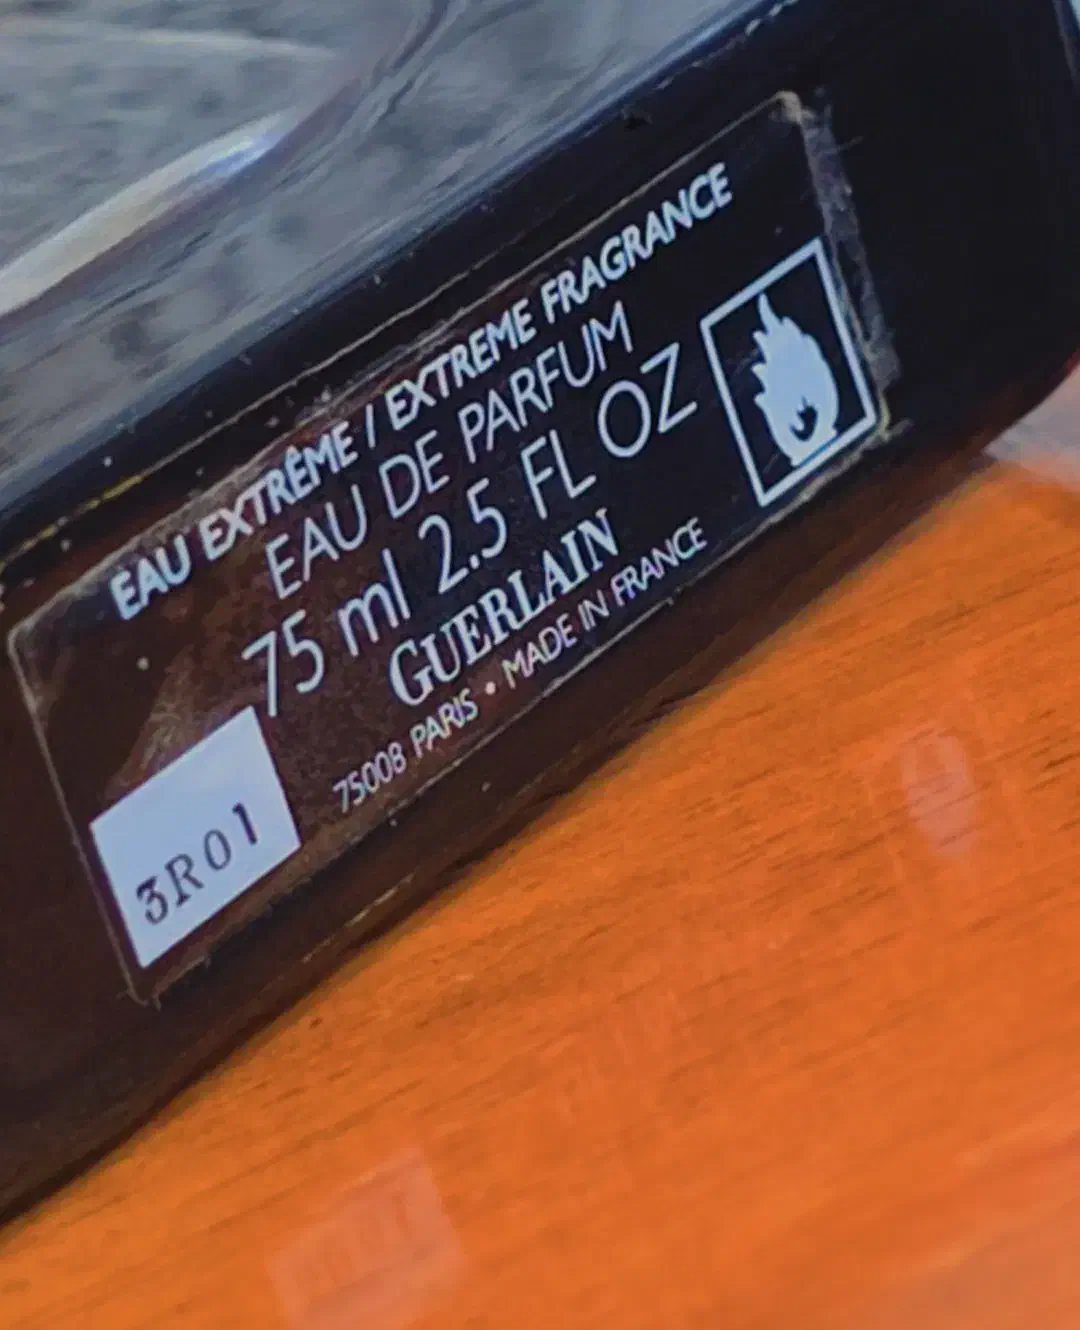 EAU EXTRÊME / EXTREME FRAGRANCE
EAU DE PARFUM
75 ml 2.5 FL OZ
GUERLAIN
75008 PARIS • MADE IN FRANCE
3R01